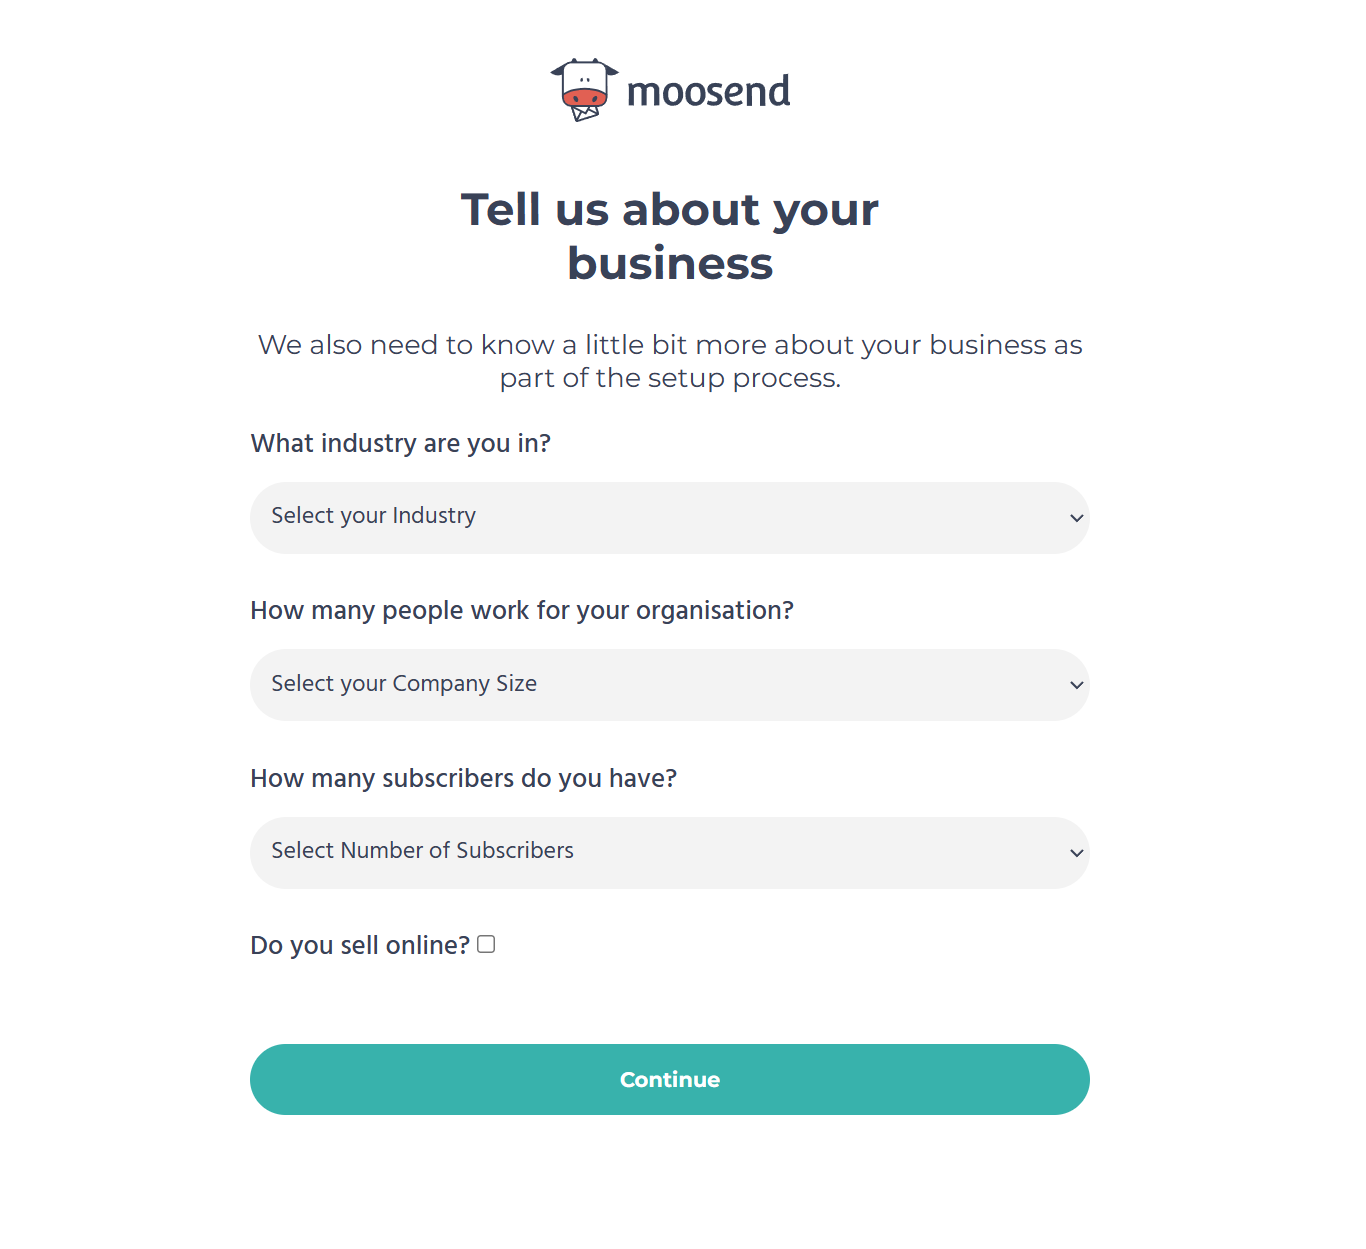 moosend
Tell us about your
business
We also need to know a little bit more about your business as
part of the setup process.
What industry are you in?
Select your Industry
How many people work for your organisation?
Select your Company Size
How many subscribers do you have?
Select Number of Subscribers
Do you sell online?
Continue